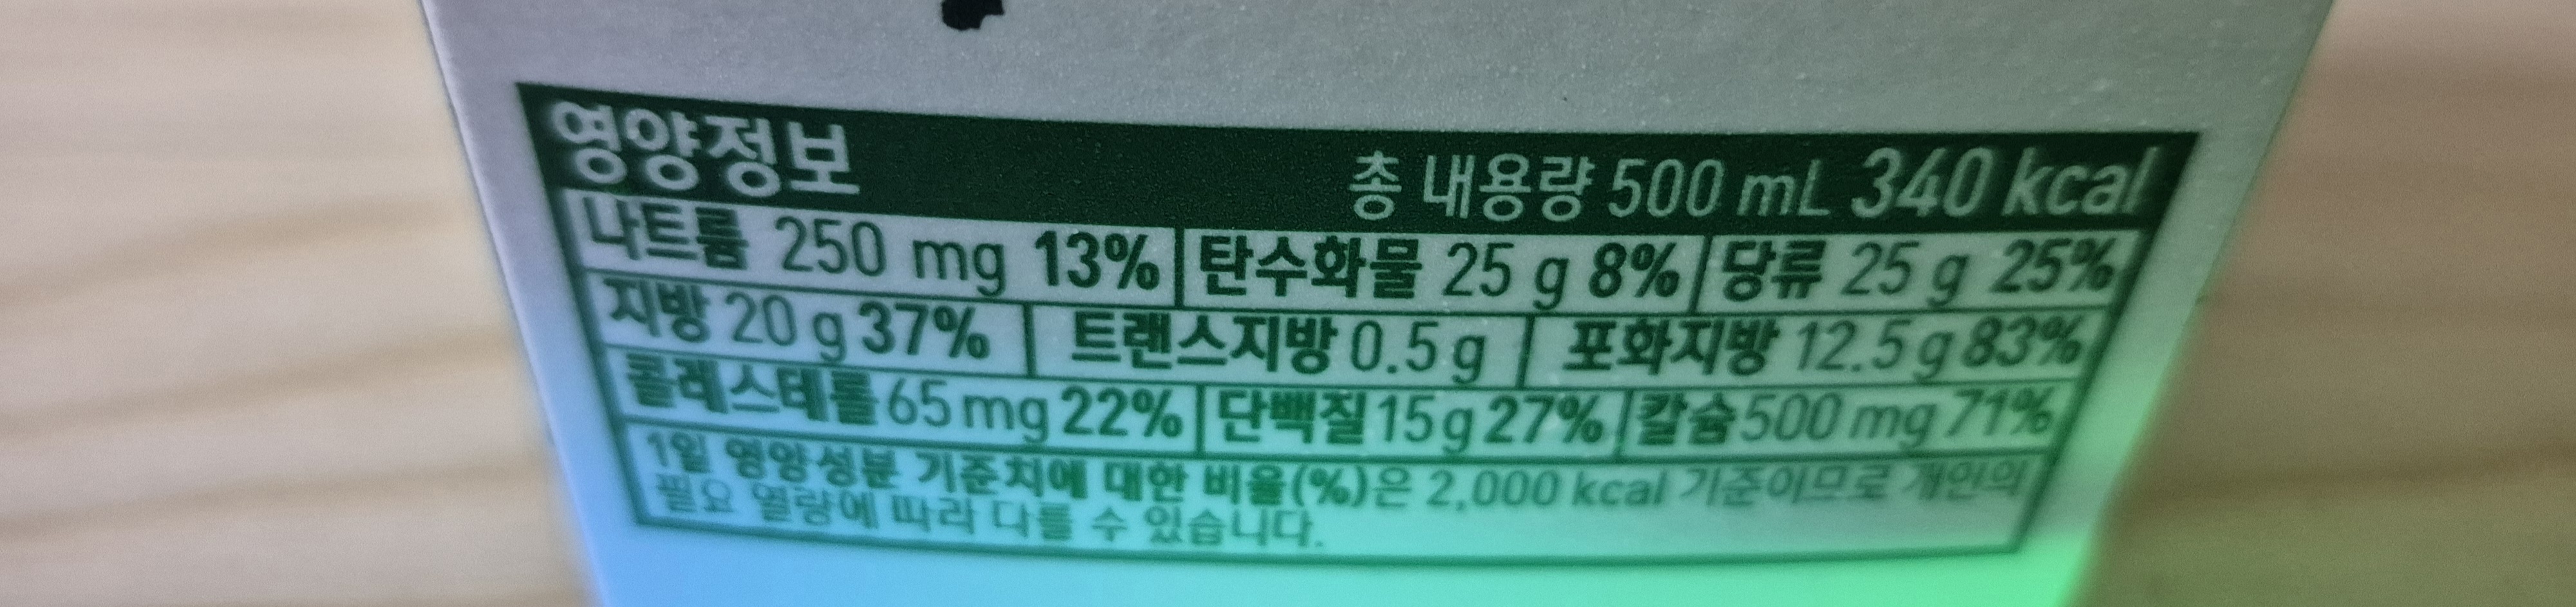 영양정보 총 내용량 500 mL 340 kcal
나트륨 250 mg 13% 탄수화물 25 g 8% 당류 25 g 25%
지방 20 g 37% 트랜스지방 0.5 g 포화지방 12.5 g 83%
콜레스테롤 65 mg 22% 단백질 15 g 27% 칼슘 500 mg 71%
1일 영양성분 기준치에 대한 비율(%)은 2,000 kcal 기준이므로 개인의
필요 열량에 따라 다를 수 있습니다.